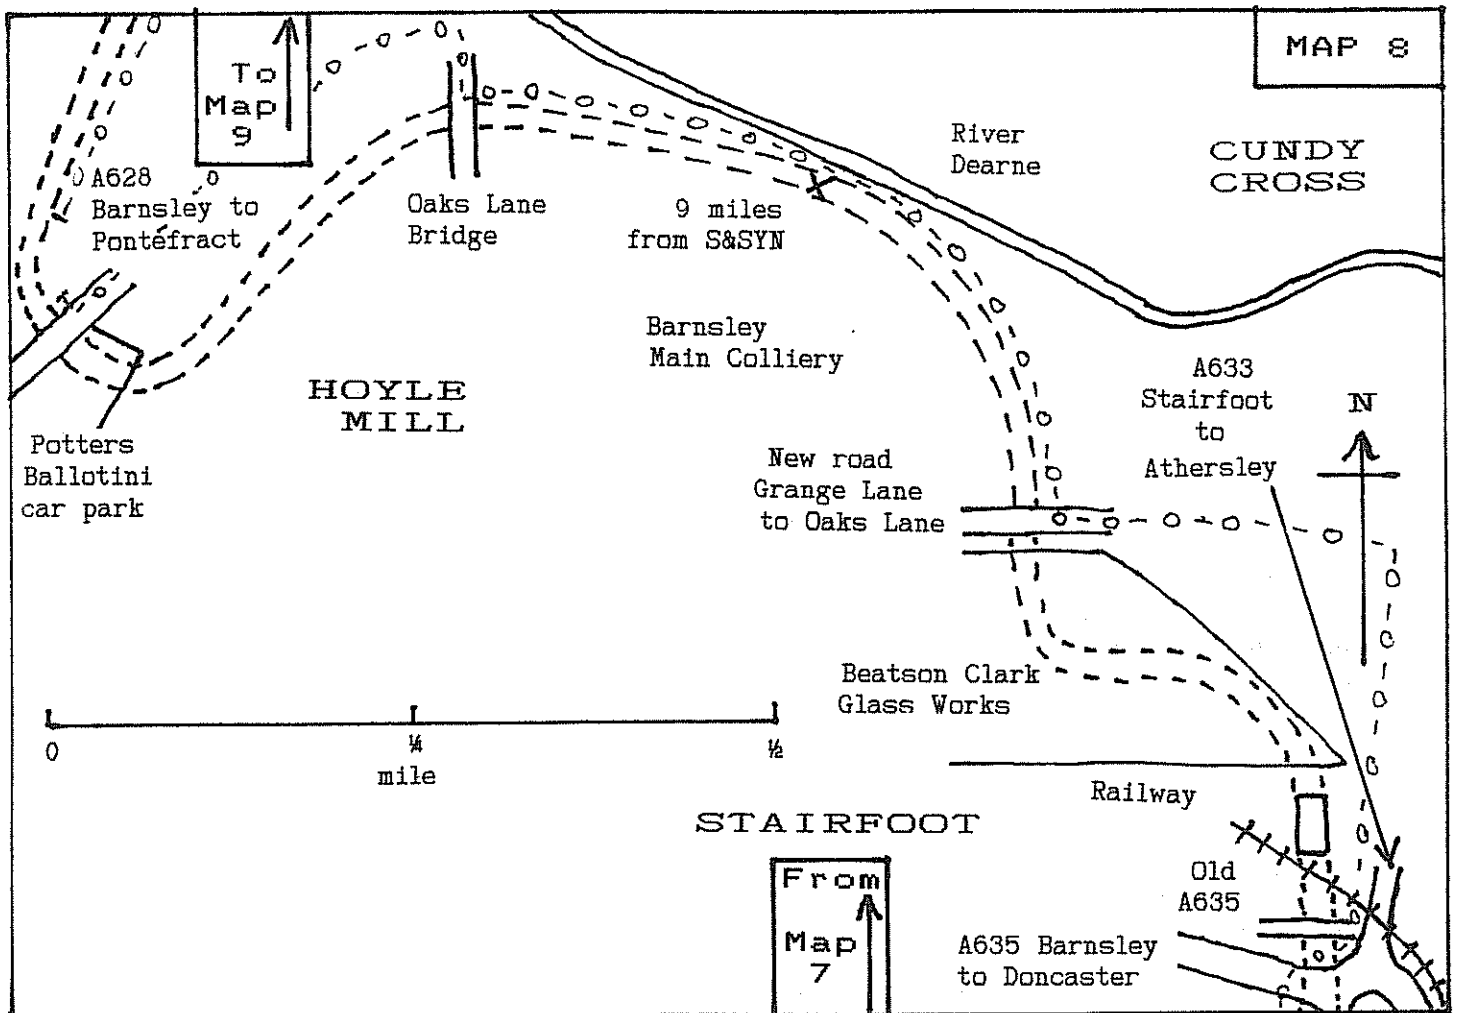 MAP 8
To
Map
9
A628
Barnsley to
Pontefract
Oaks Lane
Bridge
9 miles
from S&SYN
River
Dearne
CUNDY
CROSS
Barnsley
Main Colliery
HOYLE
MILL
A633
Stairfoot
to
Athersley
N
Potters
Ballotini
car park
New road
Grange Lane
to Oaks Lane
Beatson Clark
Glass Works
0
¼
½
mile
Railway
STAIRFOOT
From
Map
7
Old
A635
A635 Barnsley
to Doncaster